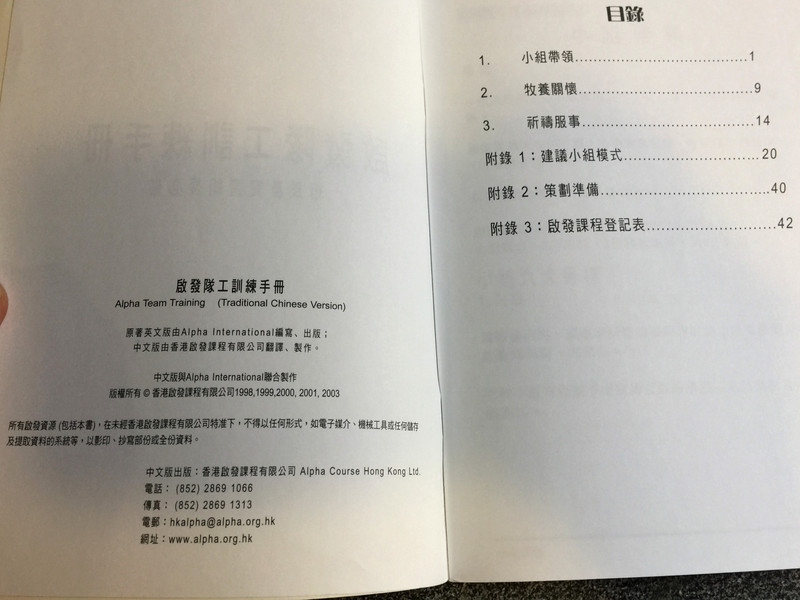 啟發隊工訓練手冊
Alpha Team Training (Traditional Chinese Version)
原著英文版由Alpha International編寫、出版；
中文版由香港啟發課程有限公司翻譯、製作。
中文版與Alpha International聯合製作
版權所有 © 香港啟發課程有限公司1998,1999,2000, 2001, 2003
所有啟發資源 (包括本書)，在未經香港啟發課程有限公司特准下，不得以任何形式，如電子媒介、機械工具或任何儲存
及提取資料的系統等，以影印、抄寫部份或全份資料。
中文版出版：香港啟發課程有限公司 Alpha Course Hong Kong Ltd.
電話： (852) 2869 1066
傳真： (852) 2869 1313
電郵：hkalpha@alpha.org.hk
網址：www.alpha.org.hk
目錄
1. 小組帶領......................................1
2. 牧養關懷......................................9
3. 祈禱服事......................................14
附錄 1：建議小組模式..............................20
附錄 2：策劃準備....................................40
附錄 3：啟發課程登記表............................42